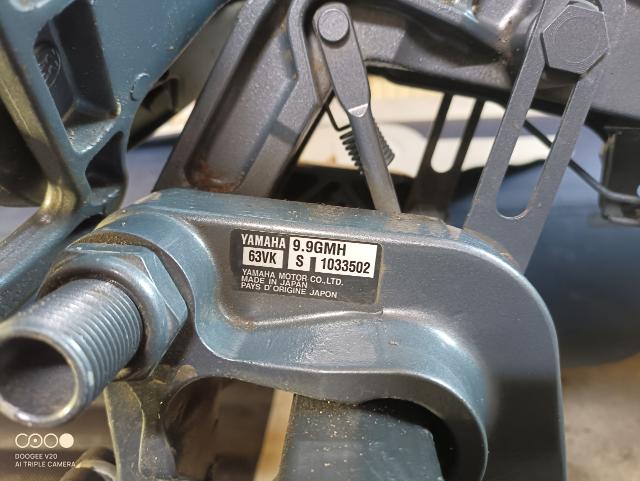 YAMAHA 9.9GMH
63VK S 1033502
YAMAHA MOTOR CO., LTD.
MADE IN JAPAN
PAYS D'ORIGINE JAPON
DOOGEE V20
AI TRIPLE CAMERA